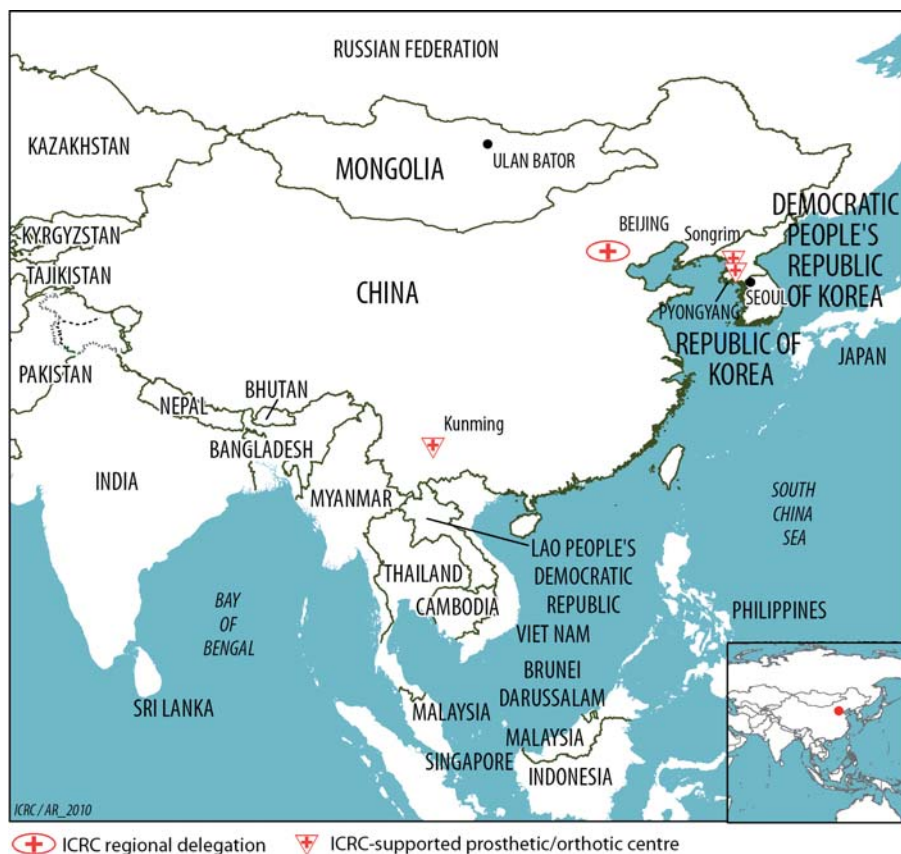 RUSSIAN FEDERATION
KAZAKHSTAN
MONGOLIA
ULAN BATOR
KYRGYZSTAN
TAJIKISTAN
BEIJING
Songrim
DEMOCRATIC
PEOPLE'S
REPUBLIC
OF KOREA
CHINA
SEOUL
PYONGYANG
REPUBLIC OF
KOREA
JAPAN
PAKISTAN
NEPAL
BHUTAN
BANGLADESH
Kunming
INDIA
MYANMAR
SOUTH
CHINA
SEA
LAO PEOPLE'S
DEMOCRATIC
REPUBLIC
THAILAND
CAMBODIA
VIET NAM
PHILIPPINES
BAY
OF
BENGAL
BRUNEI
DARUSSALAM
SRI LANKA
MALAYSIA
MALAYSIA
SINGAPORE
INDONESIA
ICRC / AR_2010
ICRC regional delegation
ICRC-supported prosthetic/orthotic centre